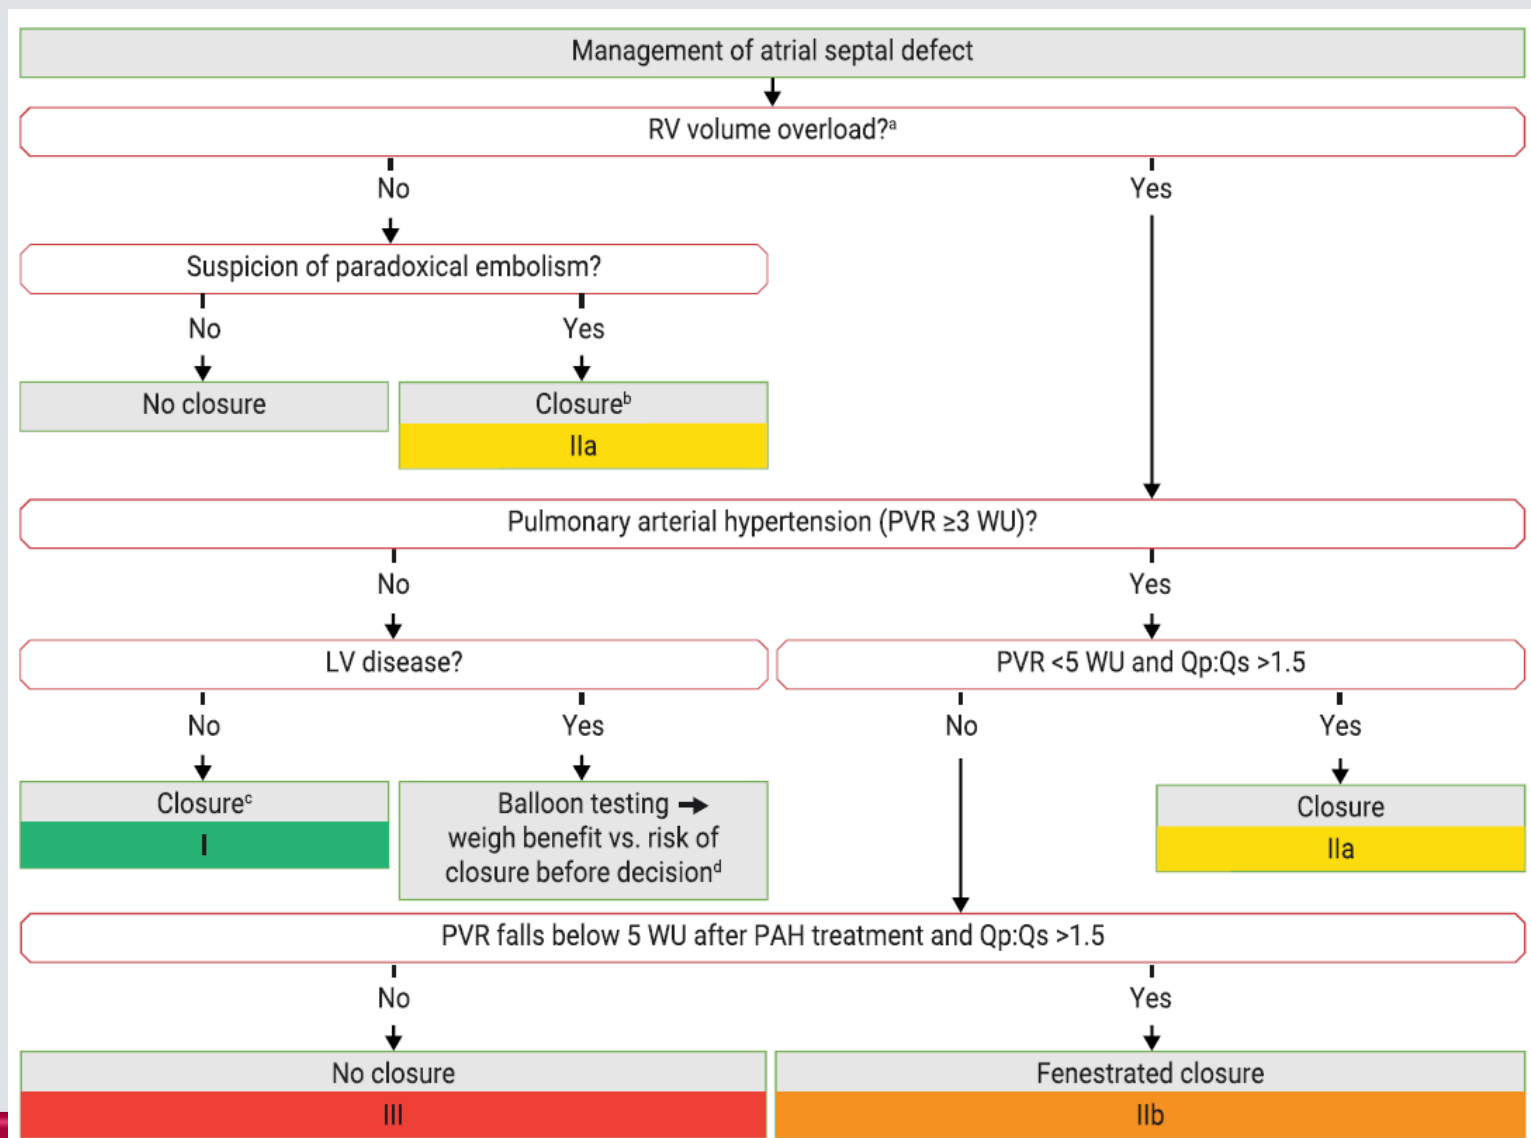 Management of atrial septal defect
RV volume overload?ᵃ
No
Yes
Suspicion of paradoxical embolism?
No
Yes
No closure
Closureᵇ
IIa
Pulmonary arterial hypertension (PVR ≥3 WU)?
No
Yes
LV disease?
PVR <5 WU and Qp:Qs >1.5
No
Yes
No
Yes
Closureᶜ
I
Balloon testing →
weigh benefit vs. risk of
closure before decisionᵈ
Closure
IIa
PVR falls below 5 WU after PAH treatment and Qp:Qs >1.5
No
Yes
No closure
III
Fenestrated closure
IIb